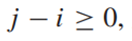 j − i ≥ 0,